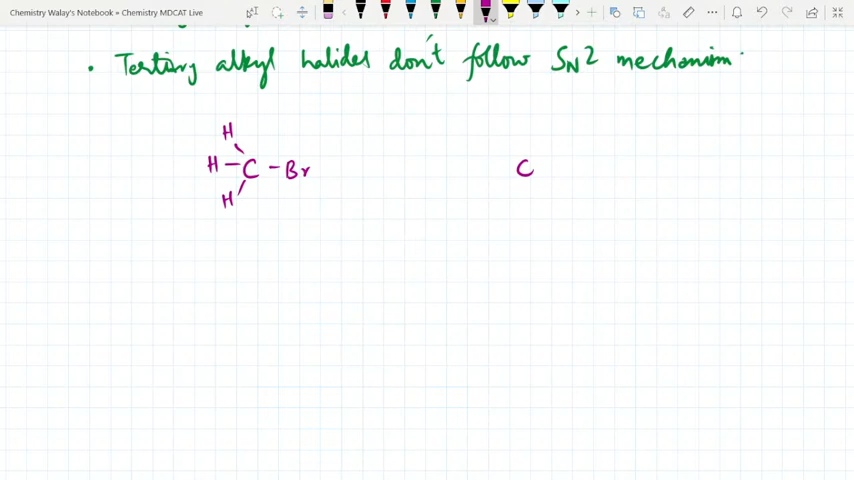 Chemistry Walay's Notebook » Chemistry MDCAT Live
. Tertiary alkyl halides don't follow SN2 mechanism.
H
H - C - Br C
H